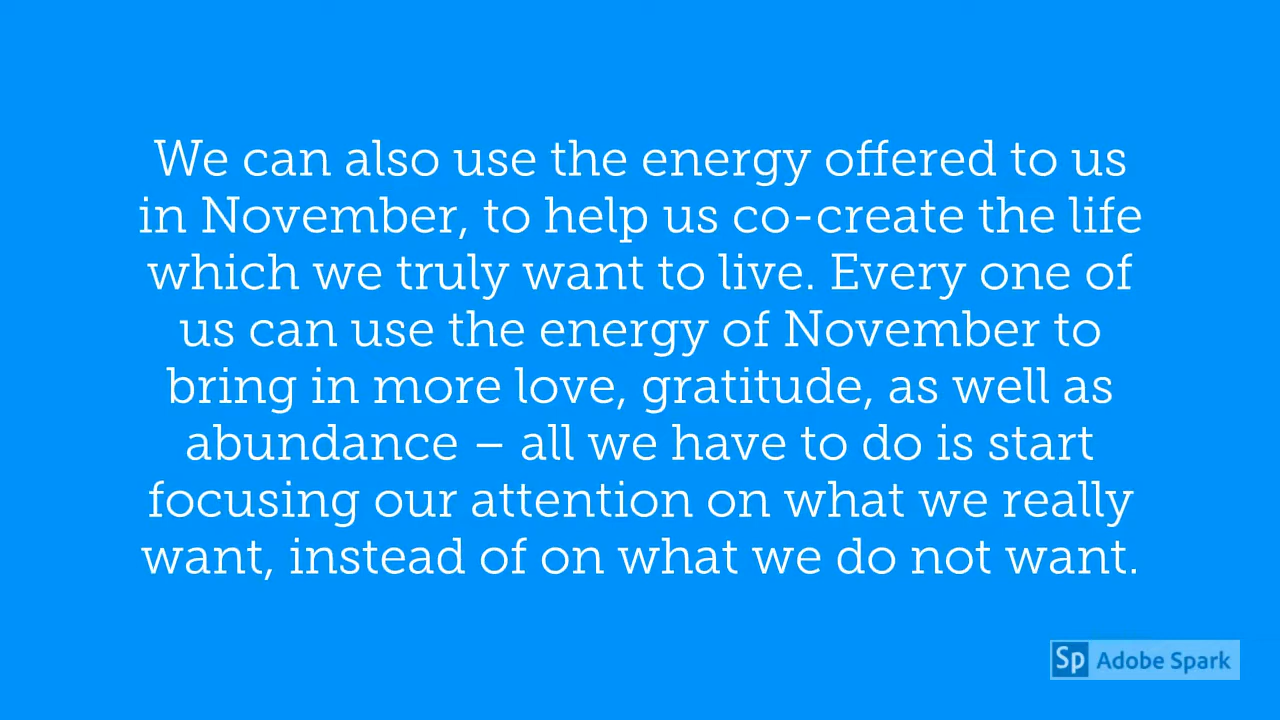 We can also use the energy offered to us
in November, to help us co-create the life
which we truly want to live. Every one of
us can use the energy of November to
bring in more love, gratitude, as well as
abundance – all we have to do is start
focusing our attention on what we really
want, instead of on what we do not want.
Sp Adobe Spark